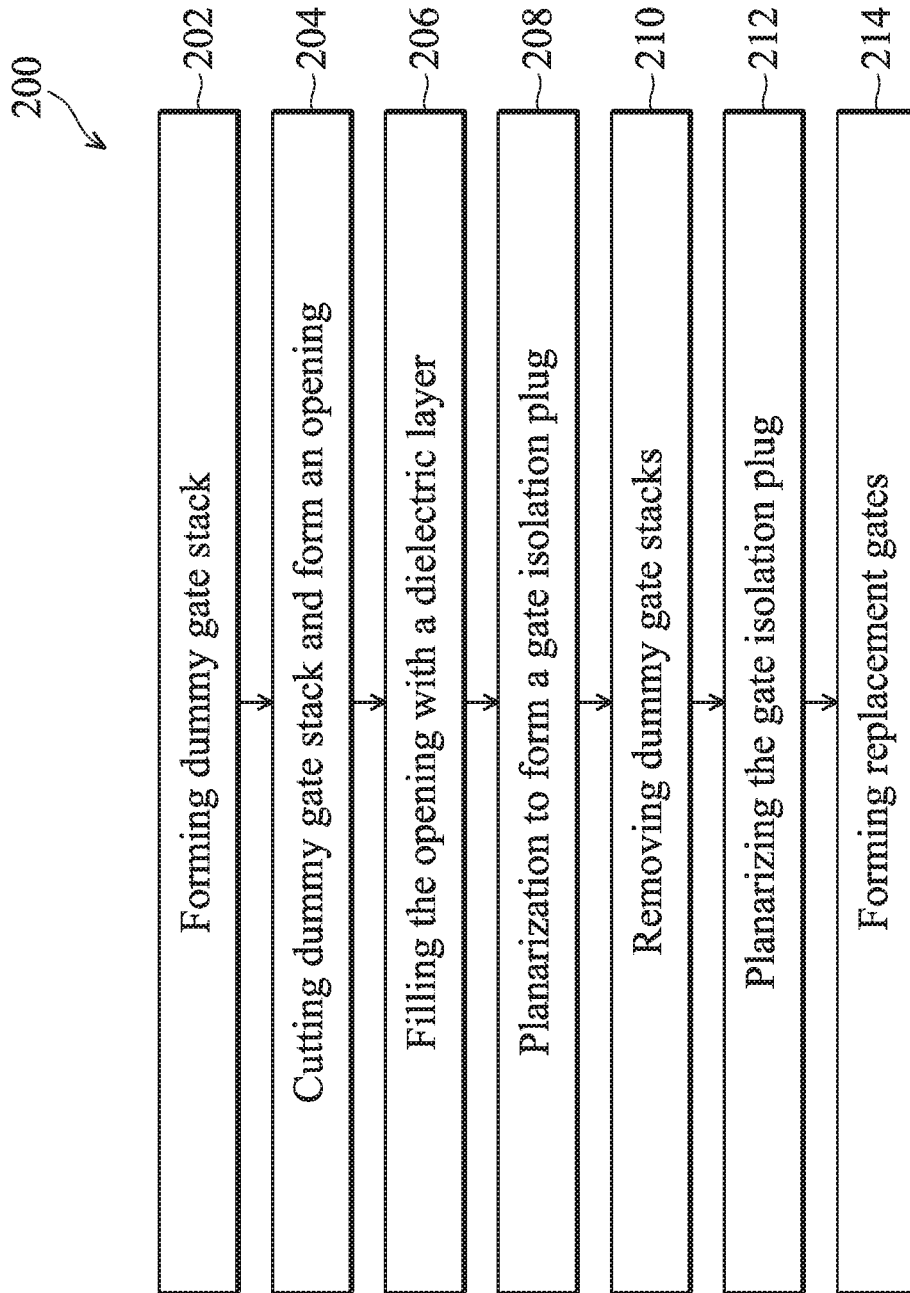 200
Forming dummy gate stack
202
Cutting dummy gate stack and form an opening
204
Filling the opening with a dielectric layer
206
Planarization to form a gate isolation plug
208
Removing dummy gate stacks
210
Planarizing the gate isolation plug
212
Forming replacement gates
214